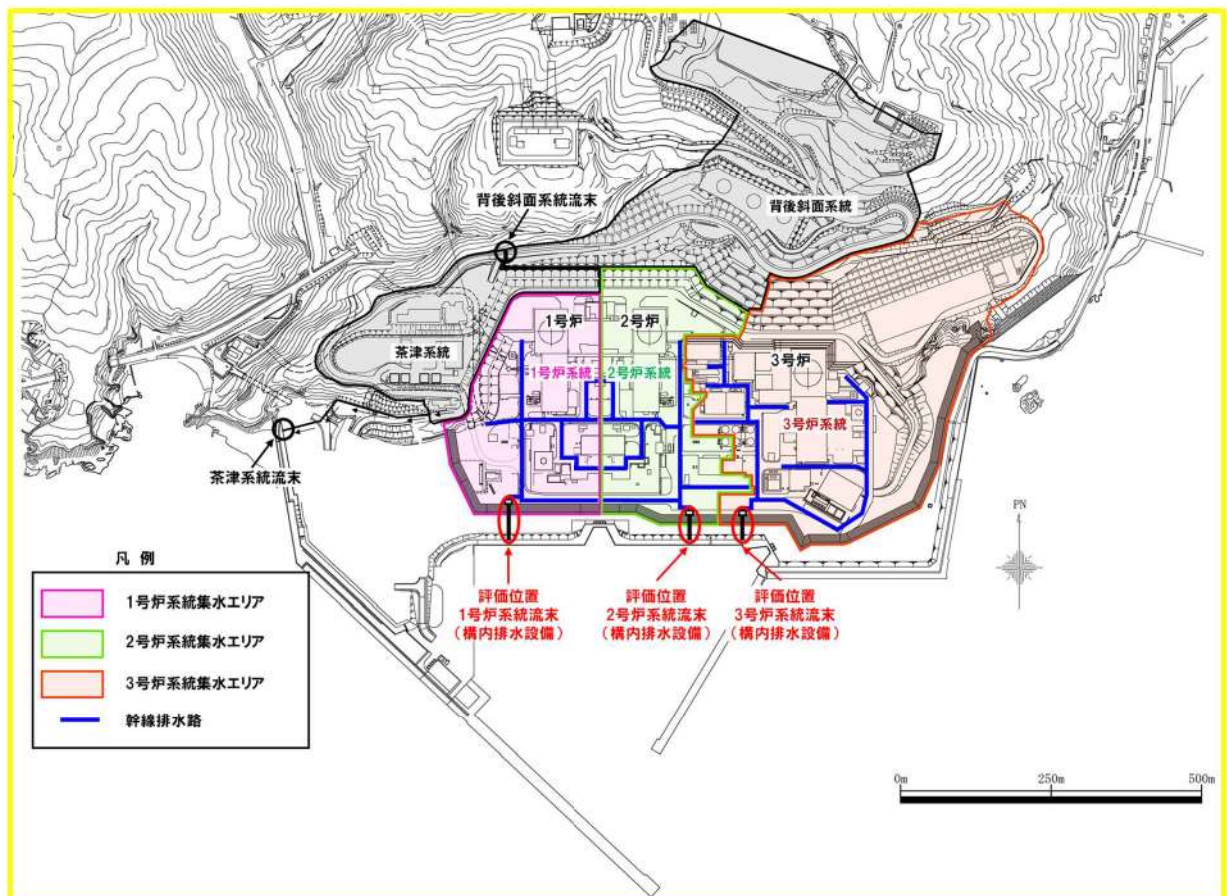 背後斜面系統流末
背後斜面系統
茶津系統
1号炉
2号炉
3号炉
1号炉系統
2号炉系統
3号炉系統
茶津系統流末
PN
凡 例
1号炉系統集水エリア
2号炉系統集水エリア
3号炉系統集水エリア
幹線排水路
評価位置
1号炉系統流末
(構内排水設備)
評価位置
2号炉系統流末
(構内排水設備)
評価位置
3号炉系統流末
(構内排水設備)
0m
250m
500m